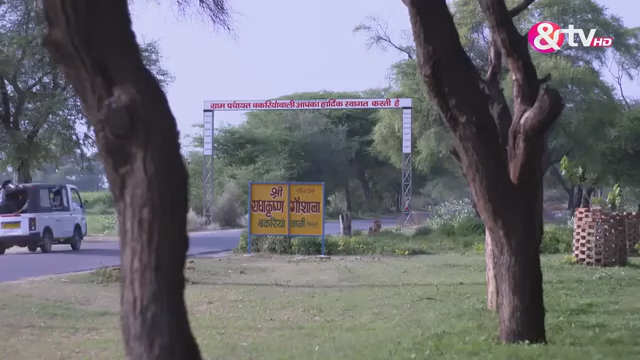 &tv HD
ग्राम पंचायत बकरियांवाली आपका हार्दिक स्वागत करती है
श्री
राधाकृष्ण गौशाला
बकरियांवाली